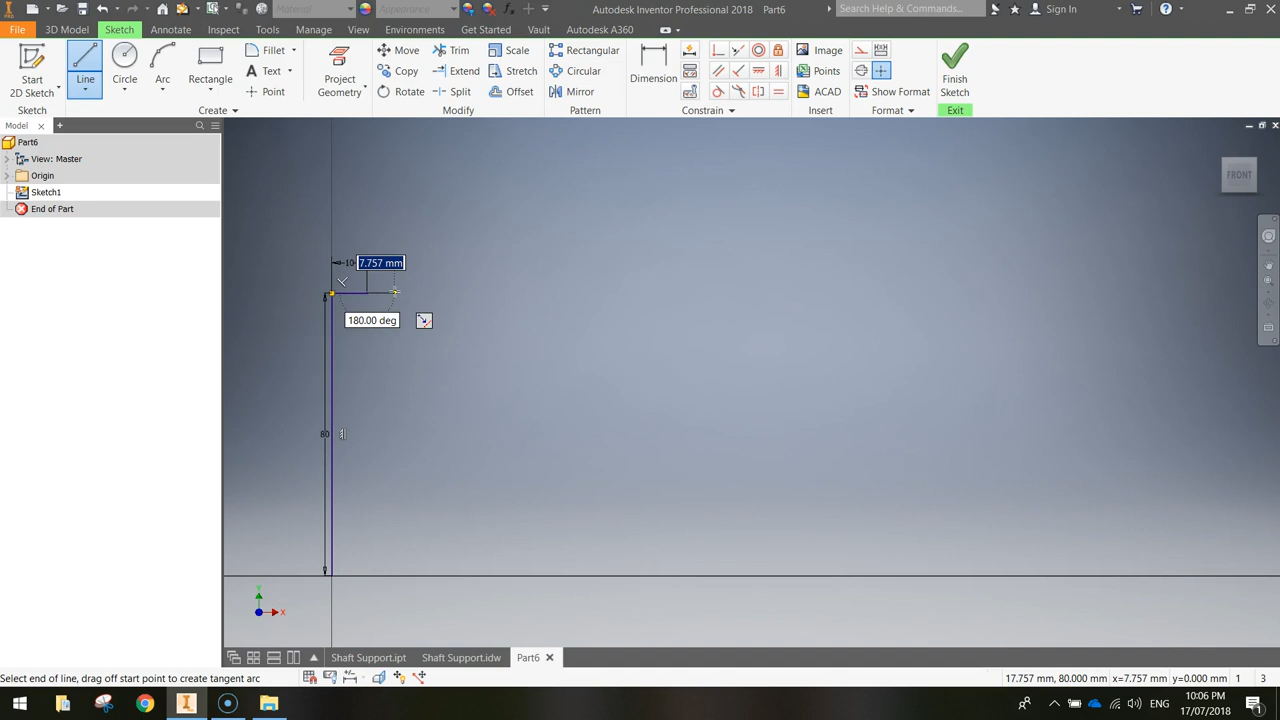 Material
Appearance
Autodesk Inventor Professional 2018 Part6
Search Help & Commands...
Sign In
File
3D Model
Sketch
Annotate
Inspect
Tools
Manage
View
Environments
Get Started
Vault
Autodesk A360
Start
2D Sketch
Line
Circle
Arc
Rectangle
Fillet
Text
Point
Project
Geometry
Move
Copy
Rotate
Trim
Extend
Split
Scale
Stretch
Offset
Rectangular
Circular
Mirror
Dimension
Image
Points
ACAD
Show Format
Finish
Sketch
Sketch
Create
Modify
Pattern
Constrain
Insert
Format
Exit
Model
Part6
View: Master
Origin
Sketch1
End of Part
FRONT
10
7.757 mm
180.00 deg
80
Y
X
Shaft Support.ipt
Shaft Support.idw
Part6
Select end of line, drag off start point to create tangent arc
17.757 mm, 80.000 mm
x=7.757 mm
y=0.000 mm
1
3
ENG
10:06 PM
17/07/2018